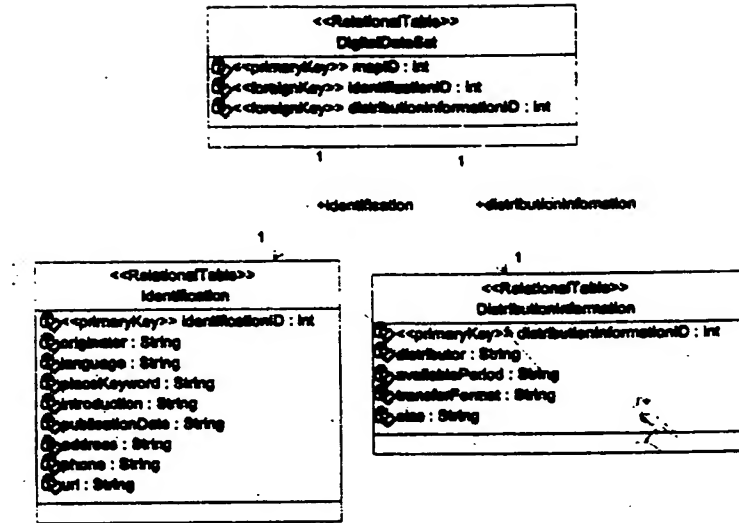 <<RelationalTable>>
DigitalDataSet
<<primaryKey>> mapID : int
<<foreignKey>> identificationID : int
<<foreignKey>> distributionInformationID : int
1 1
+identification +distributionInfomation
1
1
<<RelationalTable>>
Identification
<<primaryKey>> identificationID : int
originater : String
language : String
placeKeyword : String
introduction : String
publicationDate : String
address : String
phone : String
url : String
<<RelationalTable>>
DistributionInformation
<<primaryKey>> distributionInformationID : int
distributor : String
availablePeriod : String
transferFormat : String
size : String